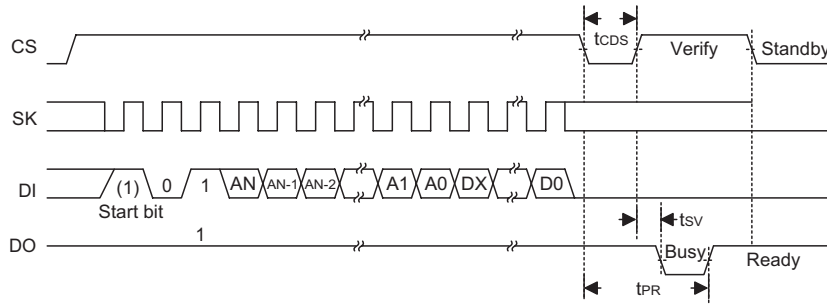 CS tCDS Verify Standby
SK
DI (1) 0 1 AN AN-1 AN-2 A1 A0 DX D0
Start bit
tSV
DO 1 Busy Ready
tPR